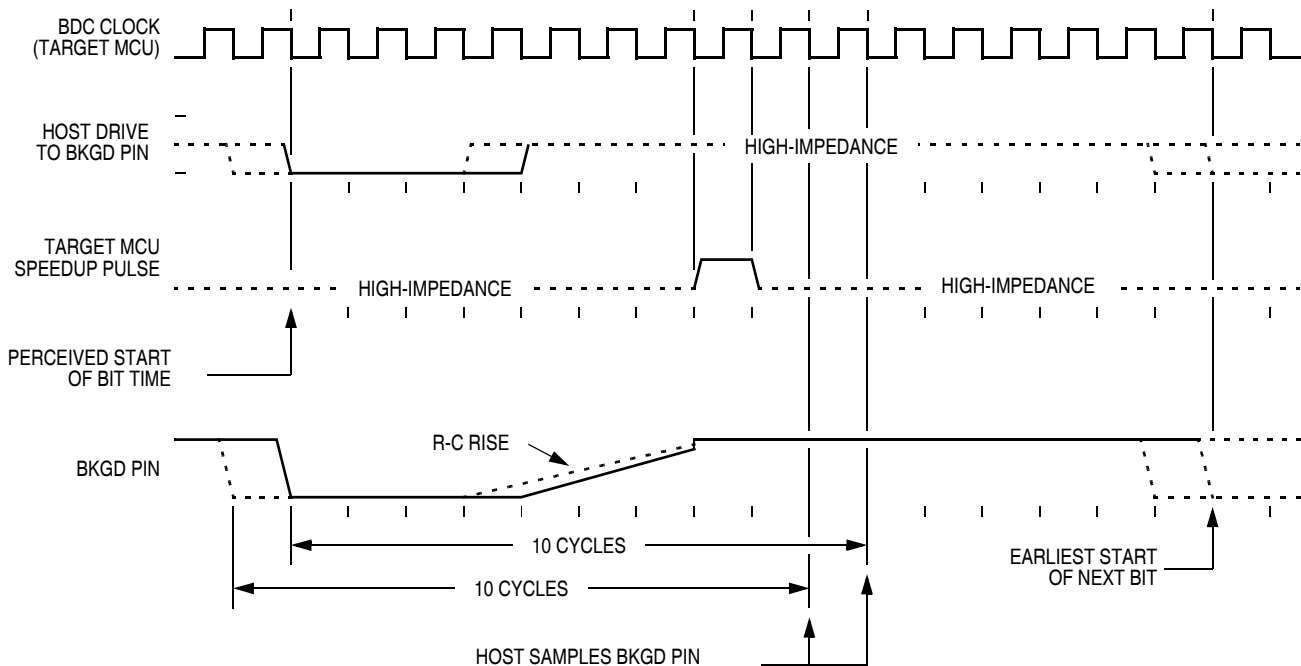 BDC CLOCK
(TARGET MCU)
HOST DRIVE
TO BKGD PIN
HIGH-IMPEDANCE
TARGET MCU
SPEEDUP PULSE
HIGH-IMPEDANCE
HIGH-IMPEDANCE
PERCEIVED START
OF BIT TIME
R-C RISE
BKGD PIN
10 CYCLES
EARLIEST START
OF NEXT BIT
10 CYCLES
HOST SAMPLES BKGD PIN